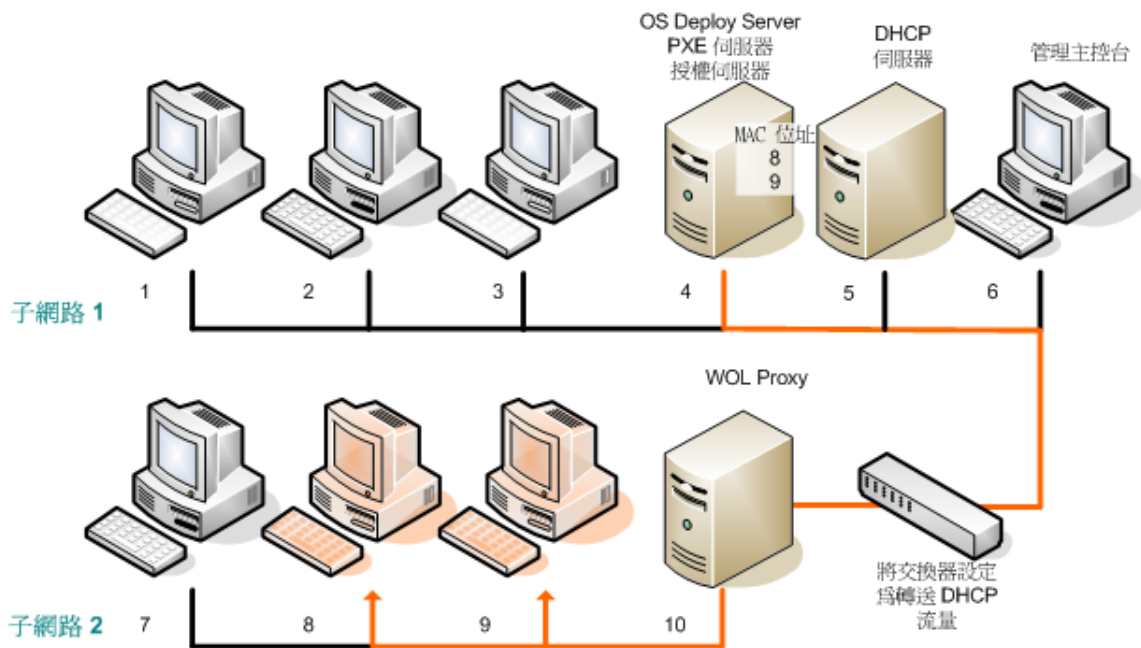 OS Deploy Server
PXE 伺服器
授權伺服器
DHCP
伺服器
管理主控台
MAC 位址
8
9
1
2
3
4
5
6
子網路 1
WOL Proxy
將交換器設定
為轉送 DHCP
流量
7
8
9
10
子網路 2